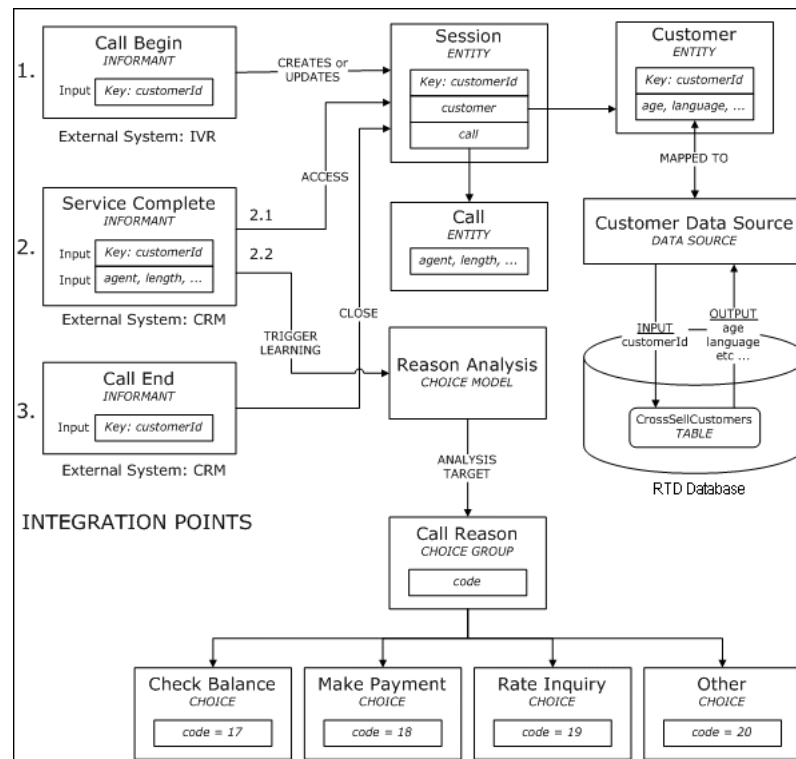 1.
Call Begin
INFORMANT
Input
Key: customerId
External System: IVR
CREATES or
UPDATES
Session
ENTITY
Key: customerId
customer
call
Customer
ENTITY
Key: customerId
age, language, ...
MAPPED TO
ACCESS
2.
Service Complete
INFORMANT
Input
Key: customerId
Input
agent, length, ...
External System: CRM
2.1
2.2
Call
ENTITY
agent, length, ...
Customer Data Source
DATA SOURCE
CLOSE
TRIGGER
LEARNING
INPUT
customerId
OUTPUT
age
language
etc ...
CrossSellCustomers
TABLE
RTD Database
3.
Call End
INFORMANT
Input
Key: customerId
External System: CRM
Reason Analysis
CHOICE MODEL
ANALYSIS
TARGET
INTEGRATION POINTS
Call Reason
CHOICE GROUP
code
Check Balance
CHOICE
code = 17
Make Payment
CHOICE
code = 18
Rate Inquiry
CHOICE
code = 19
Other
CHOICE
code = 20